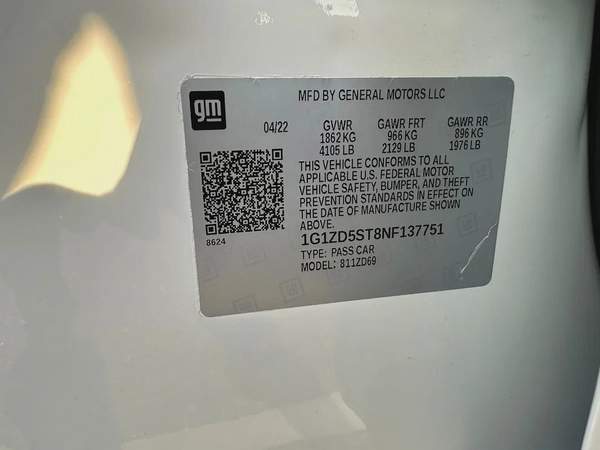 gm
MFD BY GENERAL MOTORS LLC
04/22 GVWR GAWR FRT GAWR RR
1862 KG 966 KG 896 KG
4105 LB 2129 LB 1976 LB
THIS VEHICLE CONFORMS TO ALL
APPLICABLE U.S. FEDERAL MOTOR
VEHICLE SAFETY, BUMPER, AND THEFT
PREVENTION STANDARDS IN EFFECT ON
THE DATE OF MANUFACTURE SHOWN
ABOVE.
8624
1G1ZD5ST8NF137751
TYPE: PASS CAR
MODEL: 811ZD69